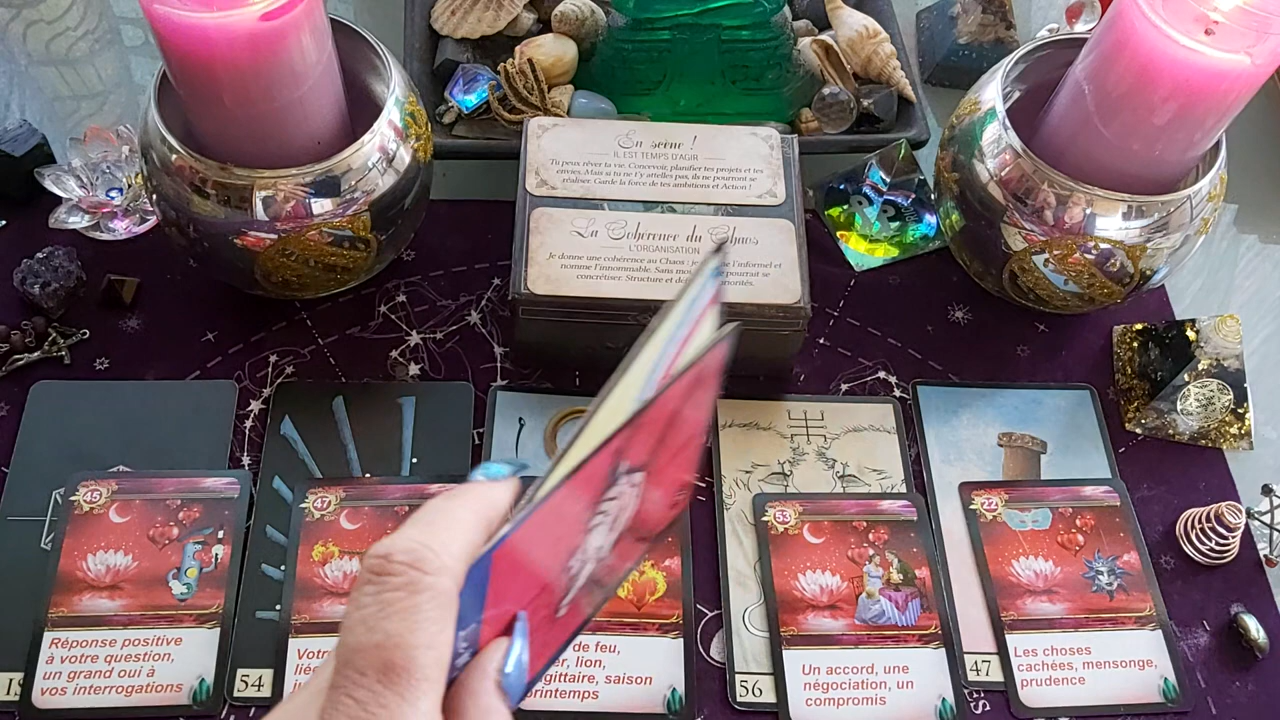 En scène !
IL EST TEMPS D'AGIR
Tu peux rêver ta vie. Concevoir, planifier tes projets et tes
envies. Mais si tu ne t'y attelles pas, ils ne pourront se
réaliser. Garde la force de tes ambitions et Action !
La Cohérence du Chaos
L'ORGANISATION
Je donne une cohérence au Chaos : je l'informel et
nomme l'innommable. Sans pourrait se
concrétiser. Structure et
45
Réponse positive
à votre question,
un grand oui à
vos interrogations
54
47
de feu,
lion,
saison
printemps
56
53
Un accord, une
négociation, un
compromis
47
22
Les choses
cachées, mensonge,
prudence